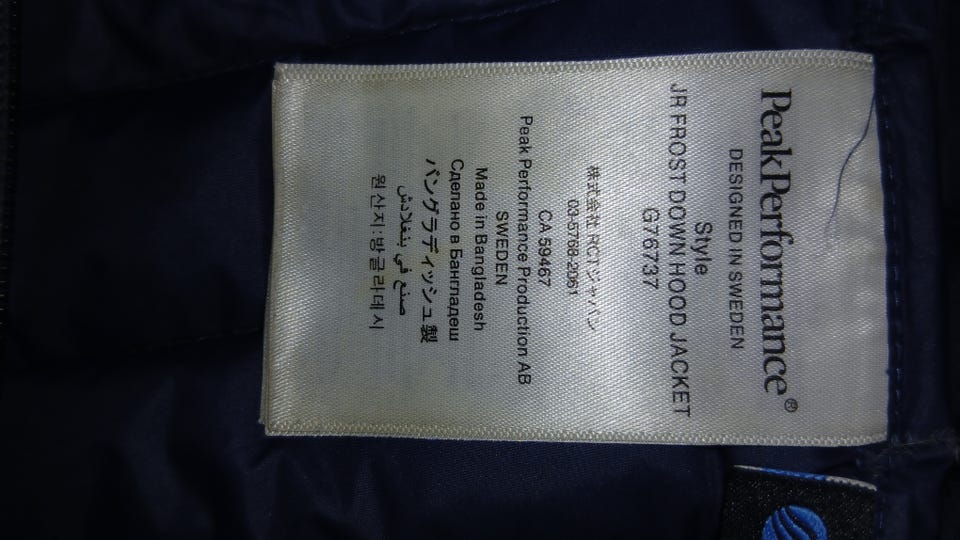 PeakPerformance®
DESIGNED IN SWEDEN
Style
JR FROST DOWN HOOD JACKET
G76737
株式会社 RCTジャパン
03-5768-2061
CA 59467
Peak Performance Production AB
SWEDEN
Made in Bangladesh
Сделано в Бангладеш
バングラディッシュ製
صنع في بنغلادش
원산지:방글라데시